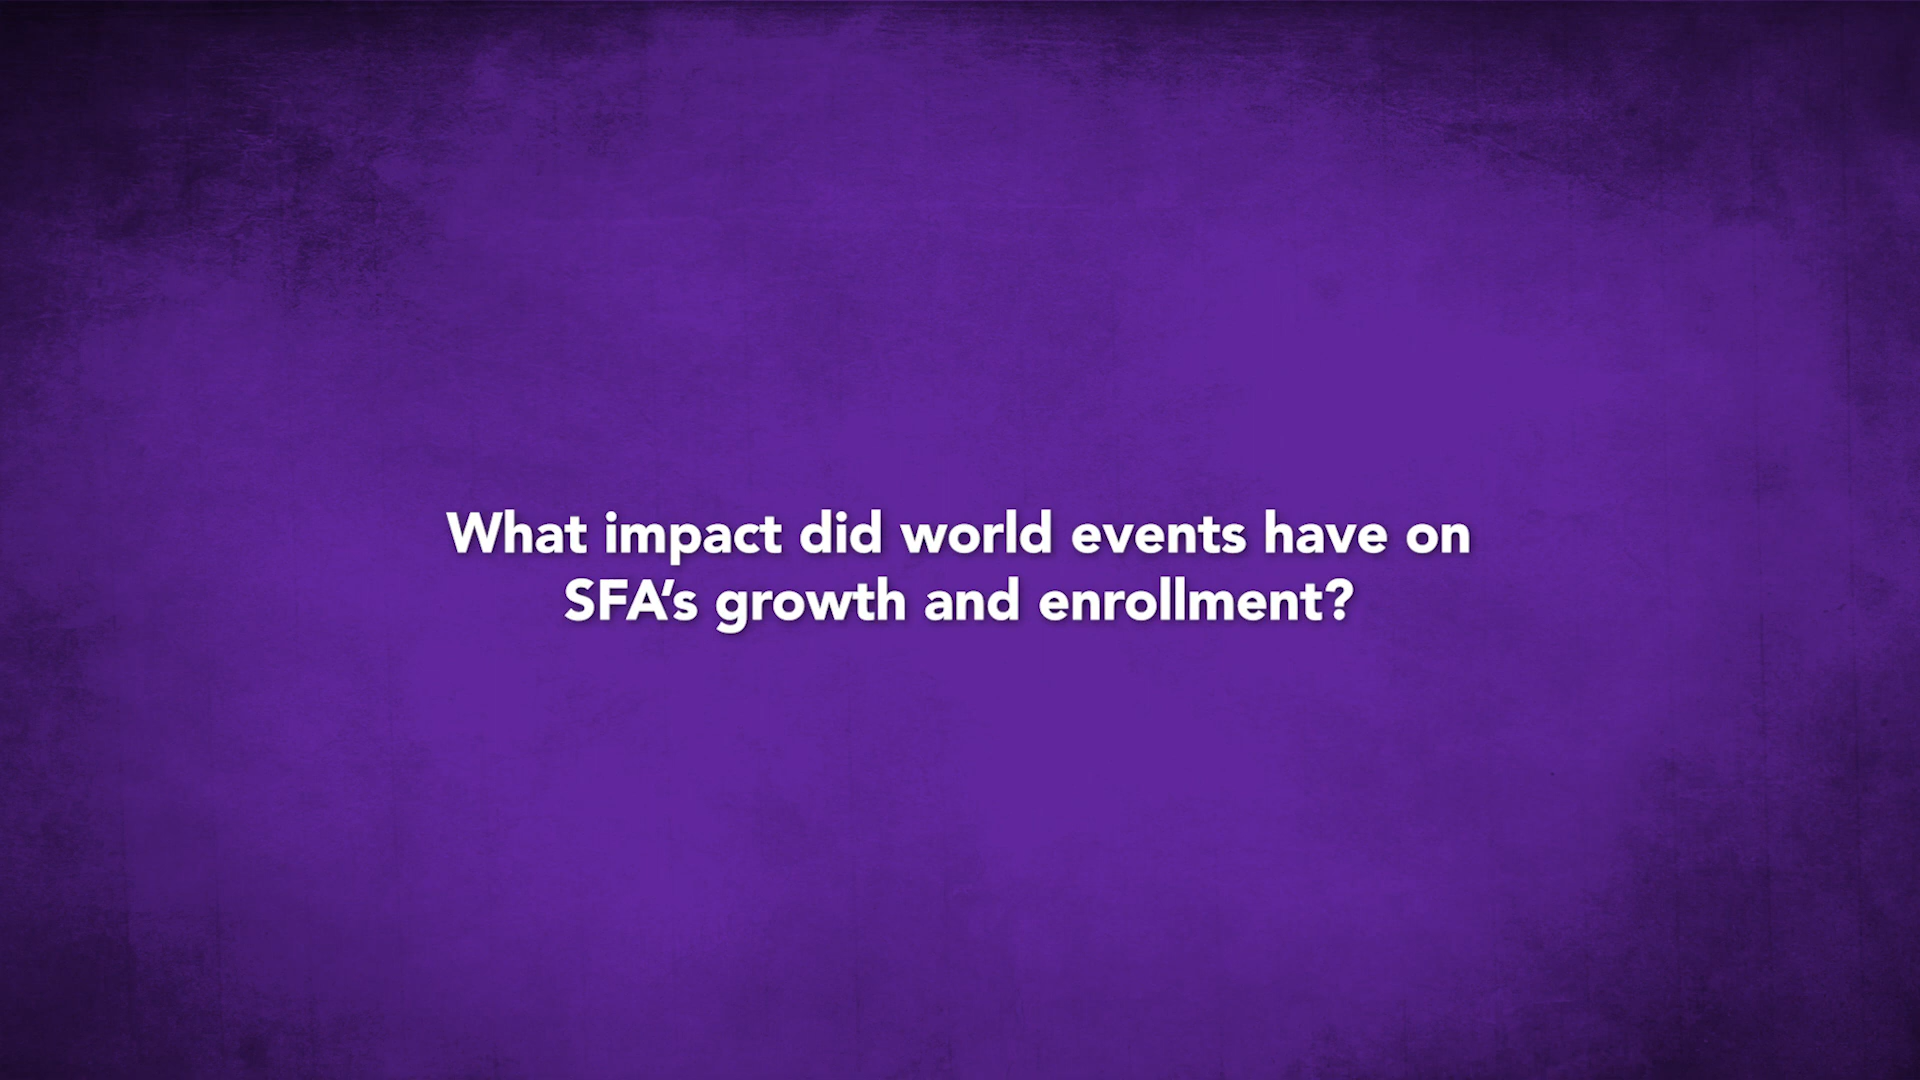 What impact did world events have on
SFA‘s growth and enrollment?